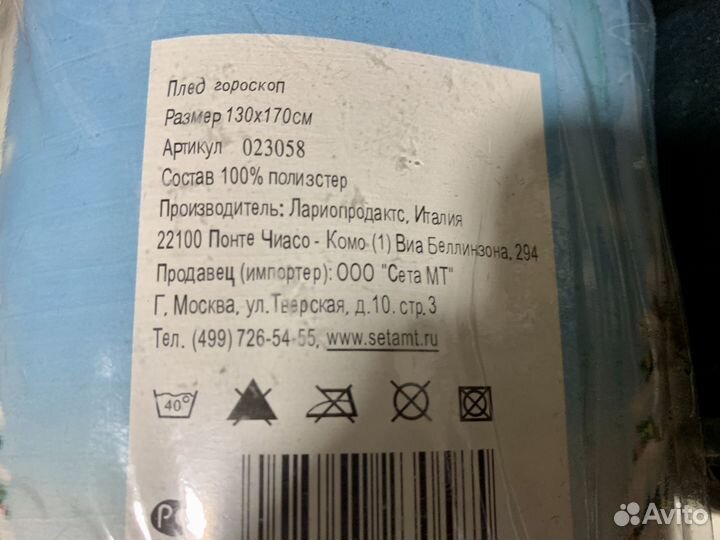 Плед гороскоп
Размер 130х170см
Артикул 023058
Состав 100% полиэстер
Производитель: Лариопродактс, Италия
22100 Понте Чиасо - Комо (1) Виа Беллинзона, 294
Продавец (импортер): ООО "Сета МТ"
Г, Москва, ул.Тверская, д.10. стр.3
Тел. (499) 726-54-55, www.setamt.ru
40°
Avito